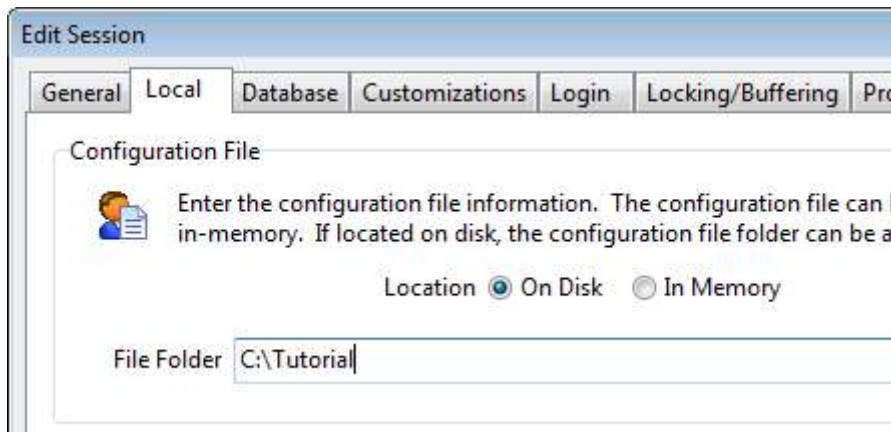 Edit Session
General Local Database Customizations Login Locking/Buffering
Configuration File
Enter the configuration file information.  The configuration file can
in-memory.  If located on disk, the configuration file folder can be a
Location On Disk In Memory
File Folder C:\Tutorial